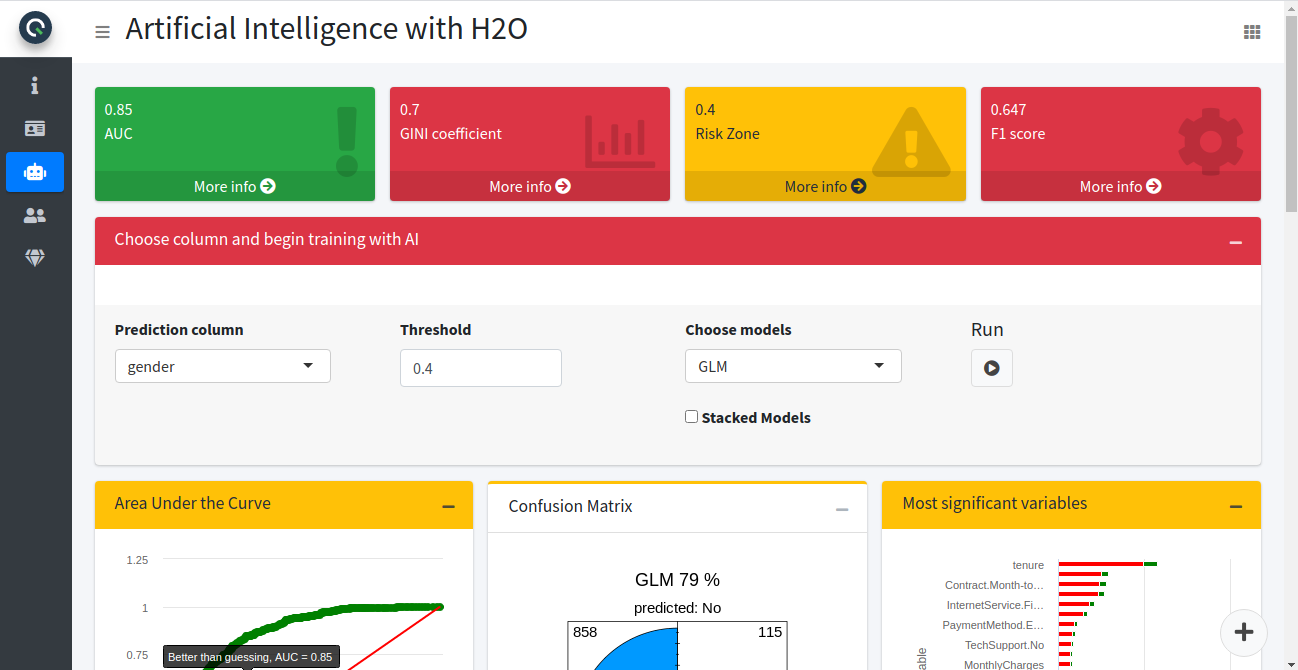 Artificial Intelligence with H2O
0.85
AUC
More info
0.7
GINI coefficient
More info
0.4
Risk Zone
More info
0.647
F1 score
More info
Choose column and begin training with AI
Prediction column
gender
Threshold
0.4
Choose models
GLM
Stacked Models
Run
Area Under the Curve
1.25
1
0.75
Better than guessing, AUC = 0.85
Confusion Matrix
GLM 79 %
predicted: No
858
115
Most significant variables
tenure
Contract.Month-to…
InternetService.Fi…
PaymentMethod.E…
TechSupport.No
MonthlyCharges
able